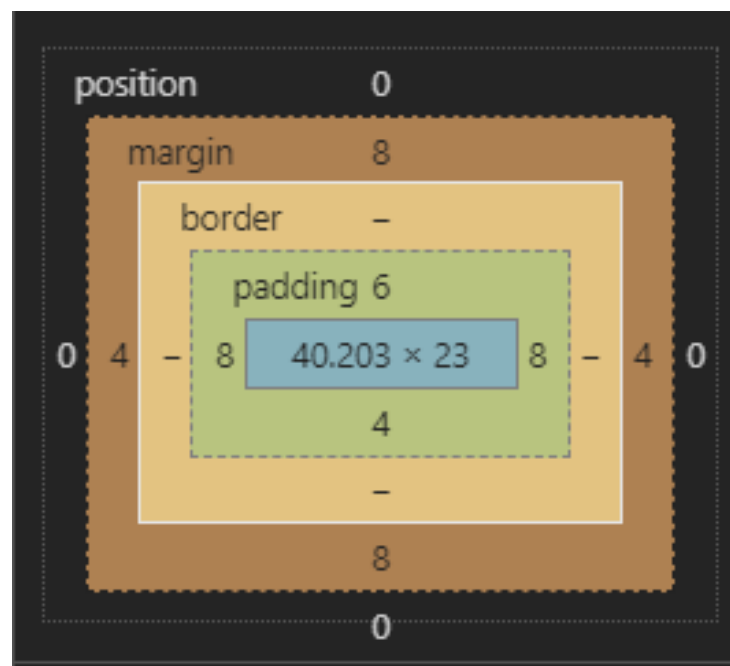 position 0
margin 8
border –
padding 6
0 4 – 8 40.203 × 23 8 – 4 0
4
–
8
0